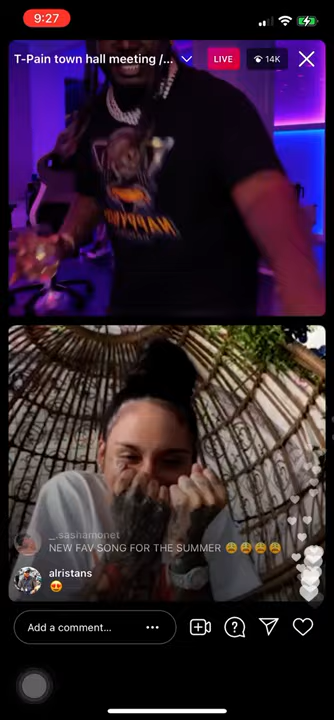 9:27
T-Pain town hall meeting /...
LIVE
14K
_.sashamonet
NEW FAV SONG FOR THE SUMMER 😩😩😩😩
alristans
😍
Add a comment...